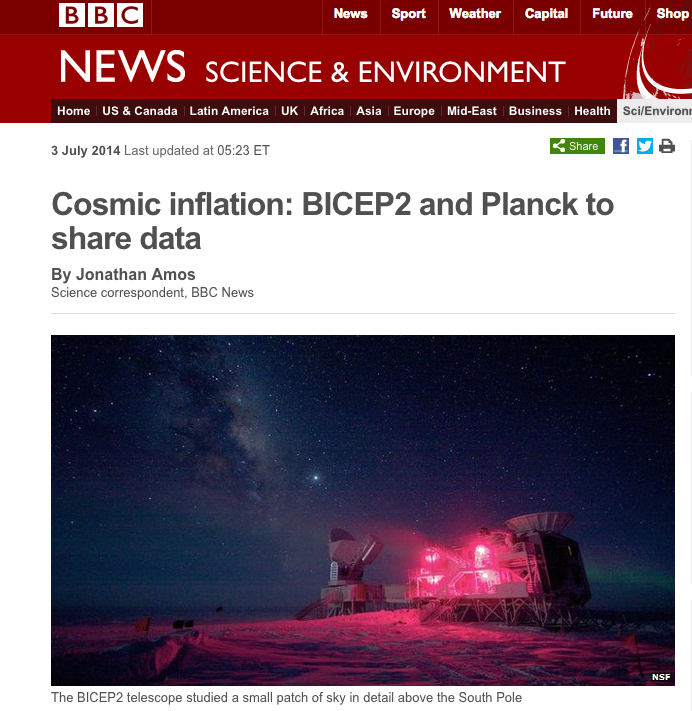 BBC
News Sport Weather Capital Future Shop
NEWS SCIENCE & ENVIRONMENT
Home US & Canada Latin America UK Africa Asia Europe Mid-East Business Health Sci/Environ
3 July 2014 Last updated at 05:23 ET
Share f
Cosmic inflation: BICEP2 and Planck to
share data
By Jonathan Amos
Science correspondent, BBC News
NSF
The BICEP2 telescope studied a small patch of sky in detail above the South Pole